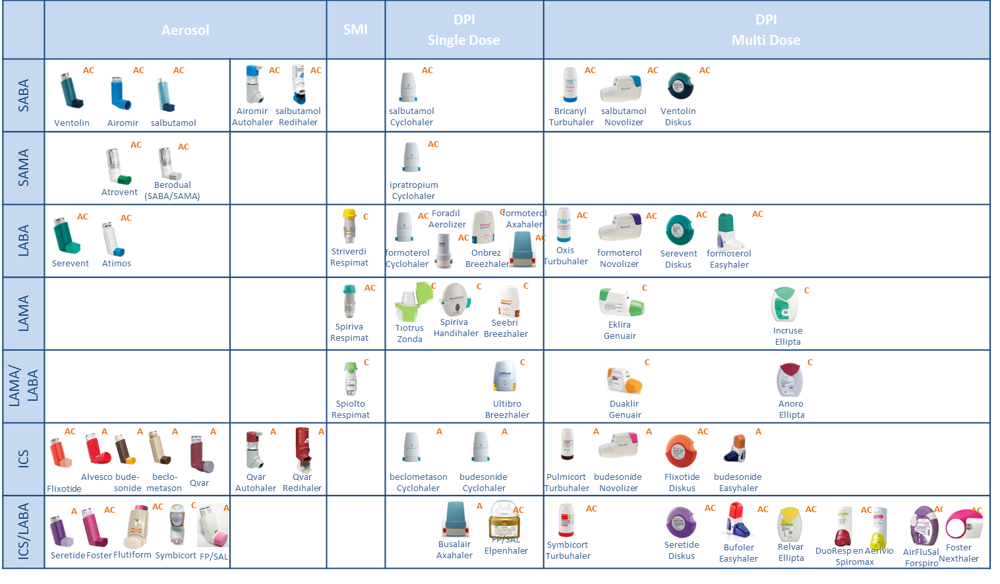 Aerosol
SMI
DPI
Single Dose
DPI
Multi Dose
SABA
AC AC AC AC AC AC AC AC AC
Ventolin Airomir salbutamol
Airomir salbutamol
Autohaler Redihaler
salbutamol
Cyclohaler
Bricanyl salbutamol Ventolin
Turbuhaler Novolizer Diskus
SAMA
AC AC AC
Atrovent
Berodual
(SABA/SAMA)
ipratropium
Cyclohaler
LABA
AC AC C AC AC C AC AC AC AC AC
Serevent Atimos
Striverdi
Respimat
formoterol
Cyclohaler
Foradil
Aerolizer
Onbrez
Breezhaler
formoterol
Axahaler
Oxis
Turbuhaler
formoterol
Novolizer
Serevent
Diskus
formoterol
Easyhaler
LAMA
AC C C C C C
Spiriva
Respimat
Tiotrus
Zonda
Spiriva
Handihaler
Seebri
Breezhaler
Eklira
Genuair
Incruse
Ellipta
LAMA/
LABA
C C C C
Spiolto
Respimat
ultibro
Ultibro
Breezhaler
Duaklir
Genuair
Anoro
Ellipta
ICS
AC A A A A A A A A A A AC A
Flixotide
Alvesco
bude-
sonide
beclo-
metason
Qvar
Qvar
Autohaler
Qvar
Redihaler
beclometason
Cyclohaler
budesonide
Cyclohaler
Pulmicort
Turbuhaler
budesonide
Novolizer
Flixotide
Diskus
budesonide
Easyhaler
ICS/LABA
A AC AC C A A AC AC AC AC AC AC AC AC
Seretide Foster Flutiform Symbicort FP/SAL
Busalair
Axahaler
FP/SAL
Elpenhaler
Symbicort
Turbuhaler
Seretide
Diskus
Bufoler
Easyhaler
Relvar
Ellipta
DuoResp en Aerivio
Spiromax
AirFluSal
Forspiro
Foster
Nexthaler